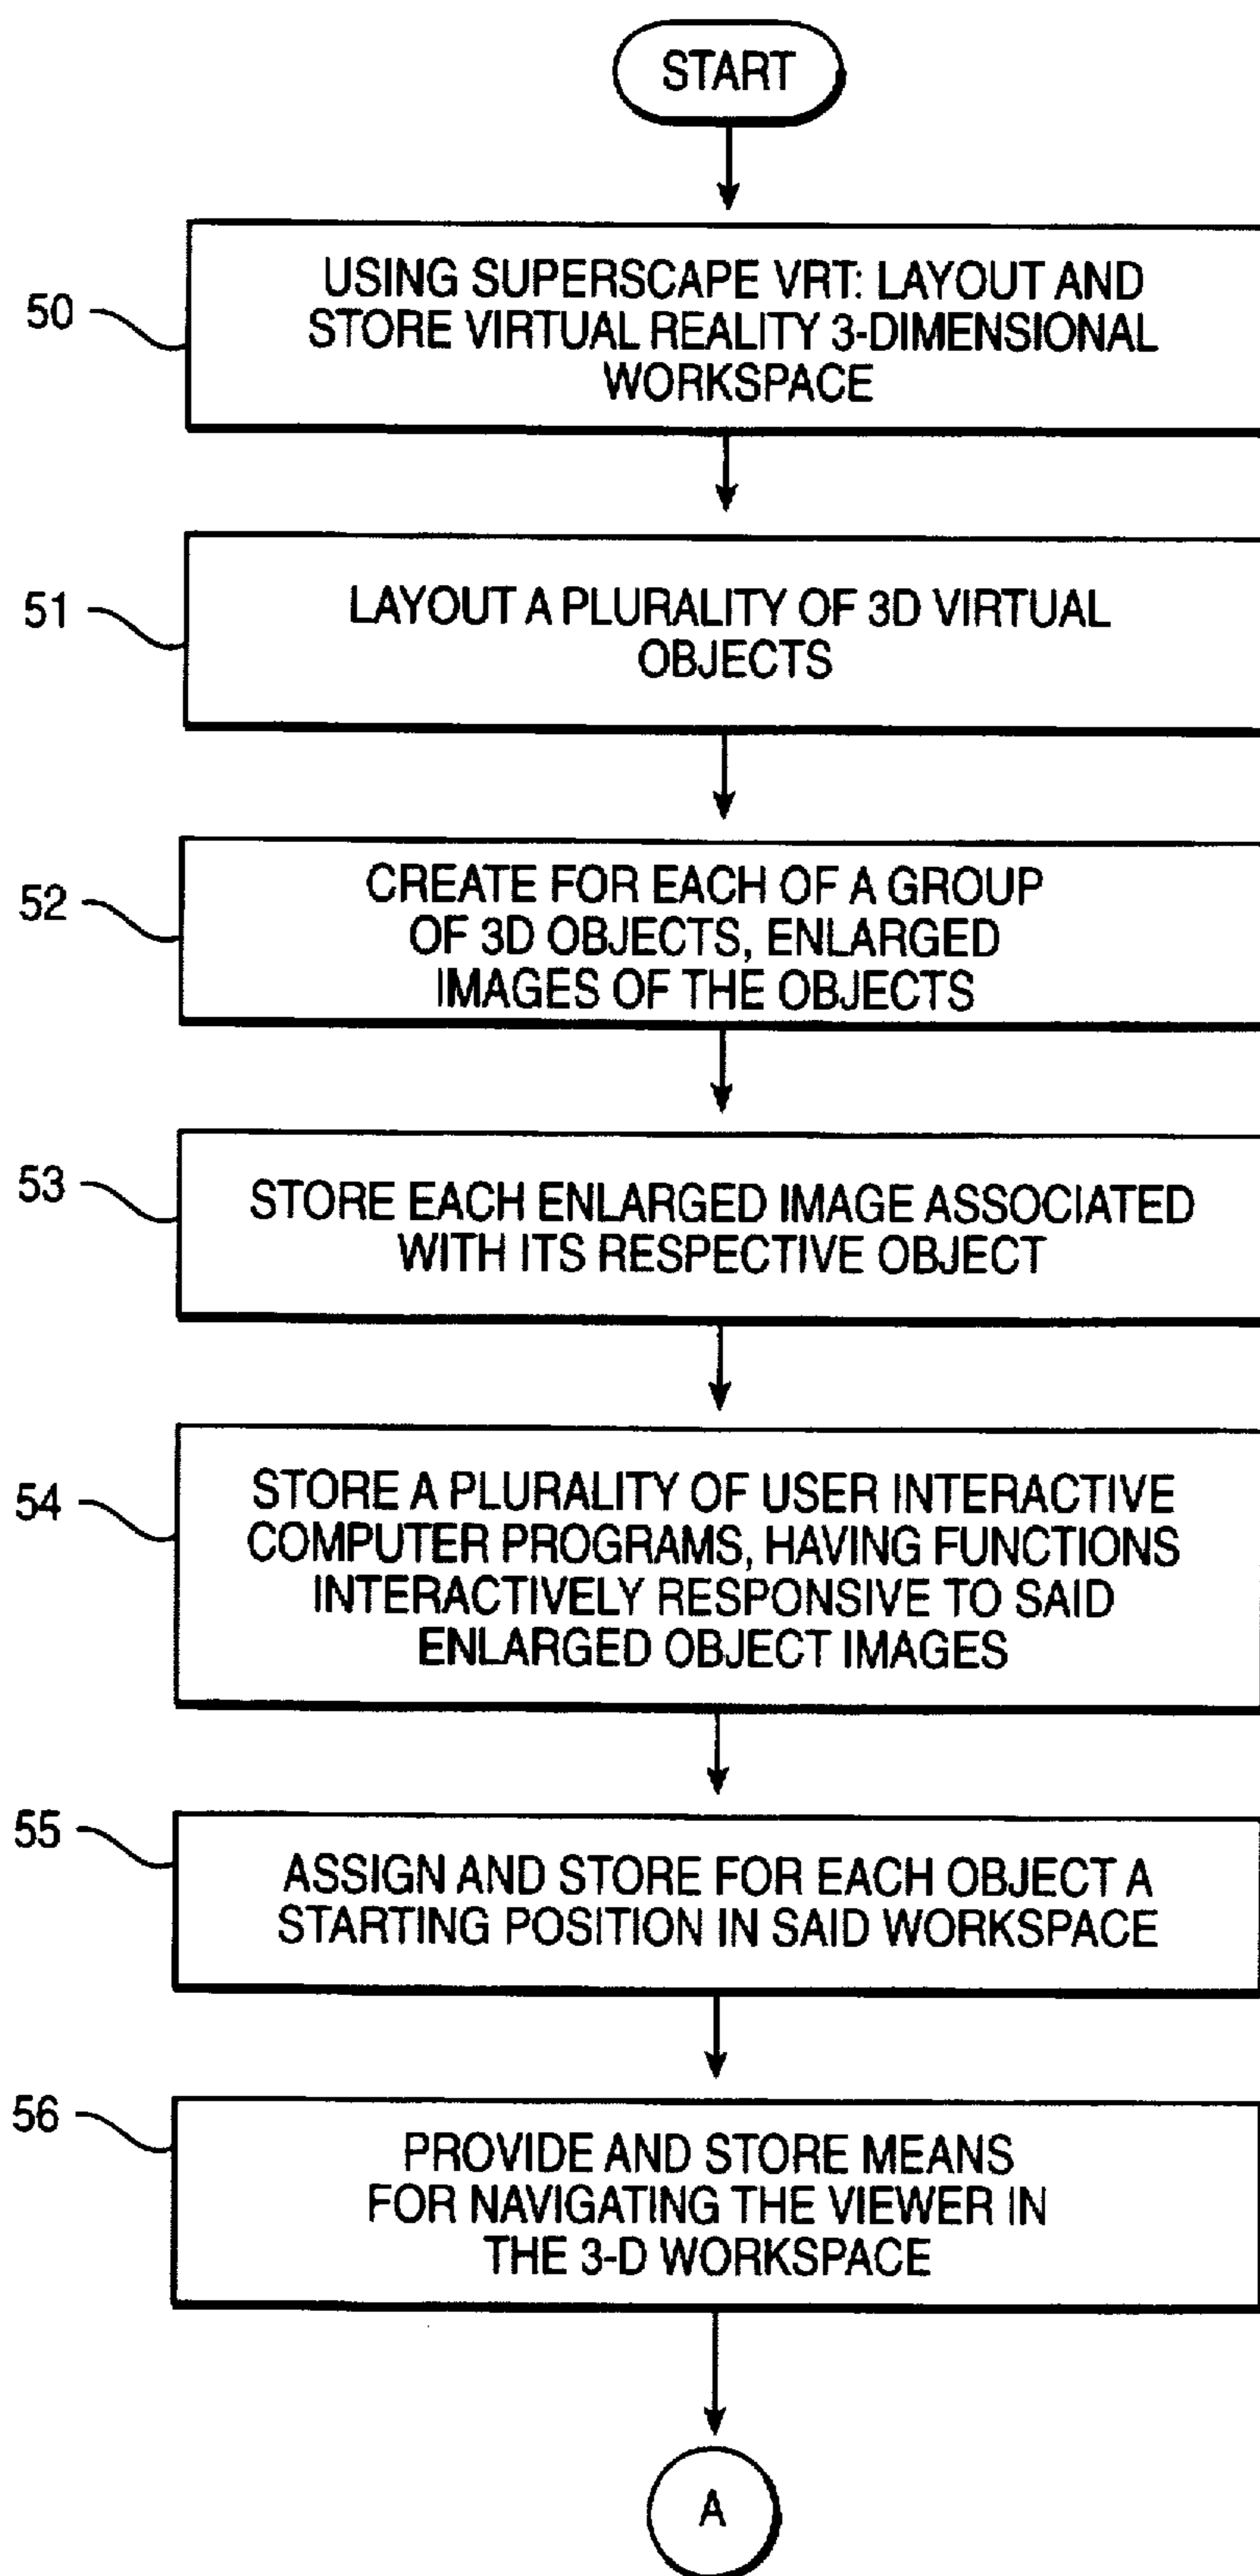 START
50
USING SUPERSCAPE VRT: LAYOUT AND
STORE VIRTUAL REALITY 3-DIMENSIONAL
WORKSPACE
51
LAYOUT A PLURALITY OF 3D VIRTUAL
OBJECTS
52
CREATE FOR EACH OF A GROUP
OF 3D OBJECTS, ENLARGED
IMAGES OF THE OBJECTS
53
STORE EACH ENLARGED IMAGE ASSOCIATED
WITH ITS RESPECTIVE OBJECT
54
STORE A PLURALITY OF USER INTERACTIVE
COMPUTER PROGRAMS, HAVING FUNCTIONS
INTERACTIVELY RESPONSIVE TO SAID
ENLARGED OBJECT IMAGES
55
ASSIGN AND STORE FOR EACH OBJECT A
STARTING POSITION IN SAID WORKSPACE
56
PROVIDE AND STORE MEANS
FOR NAVIGATING THE VIEWER IN
THE 3-D WORKSPACE
A